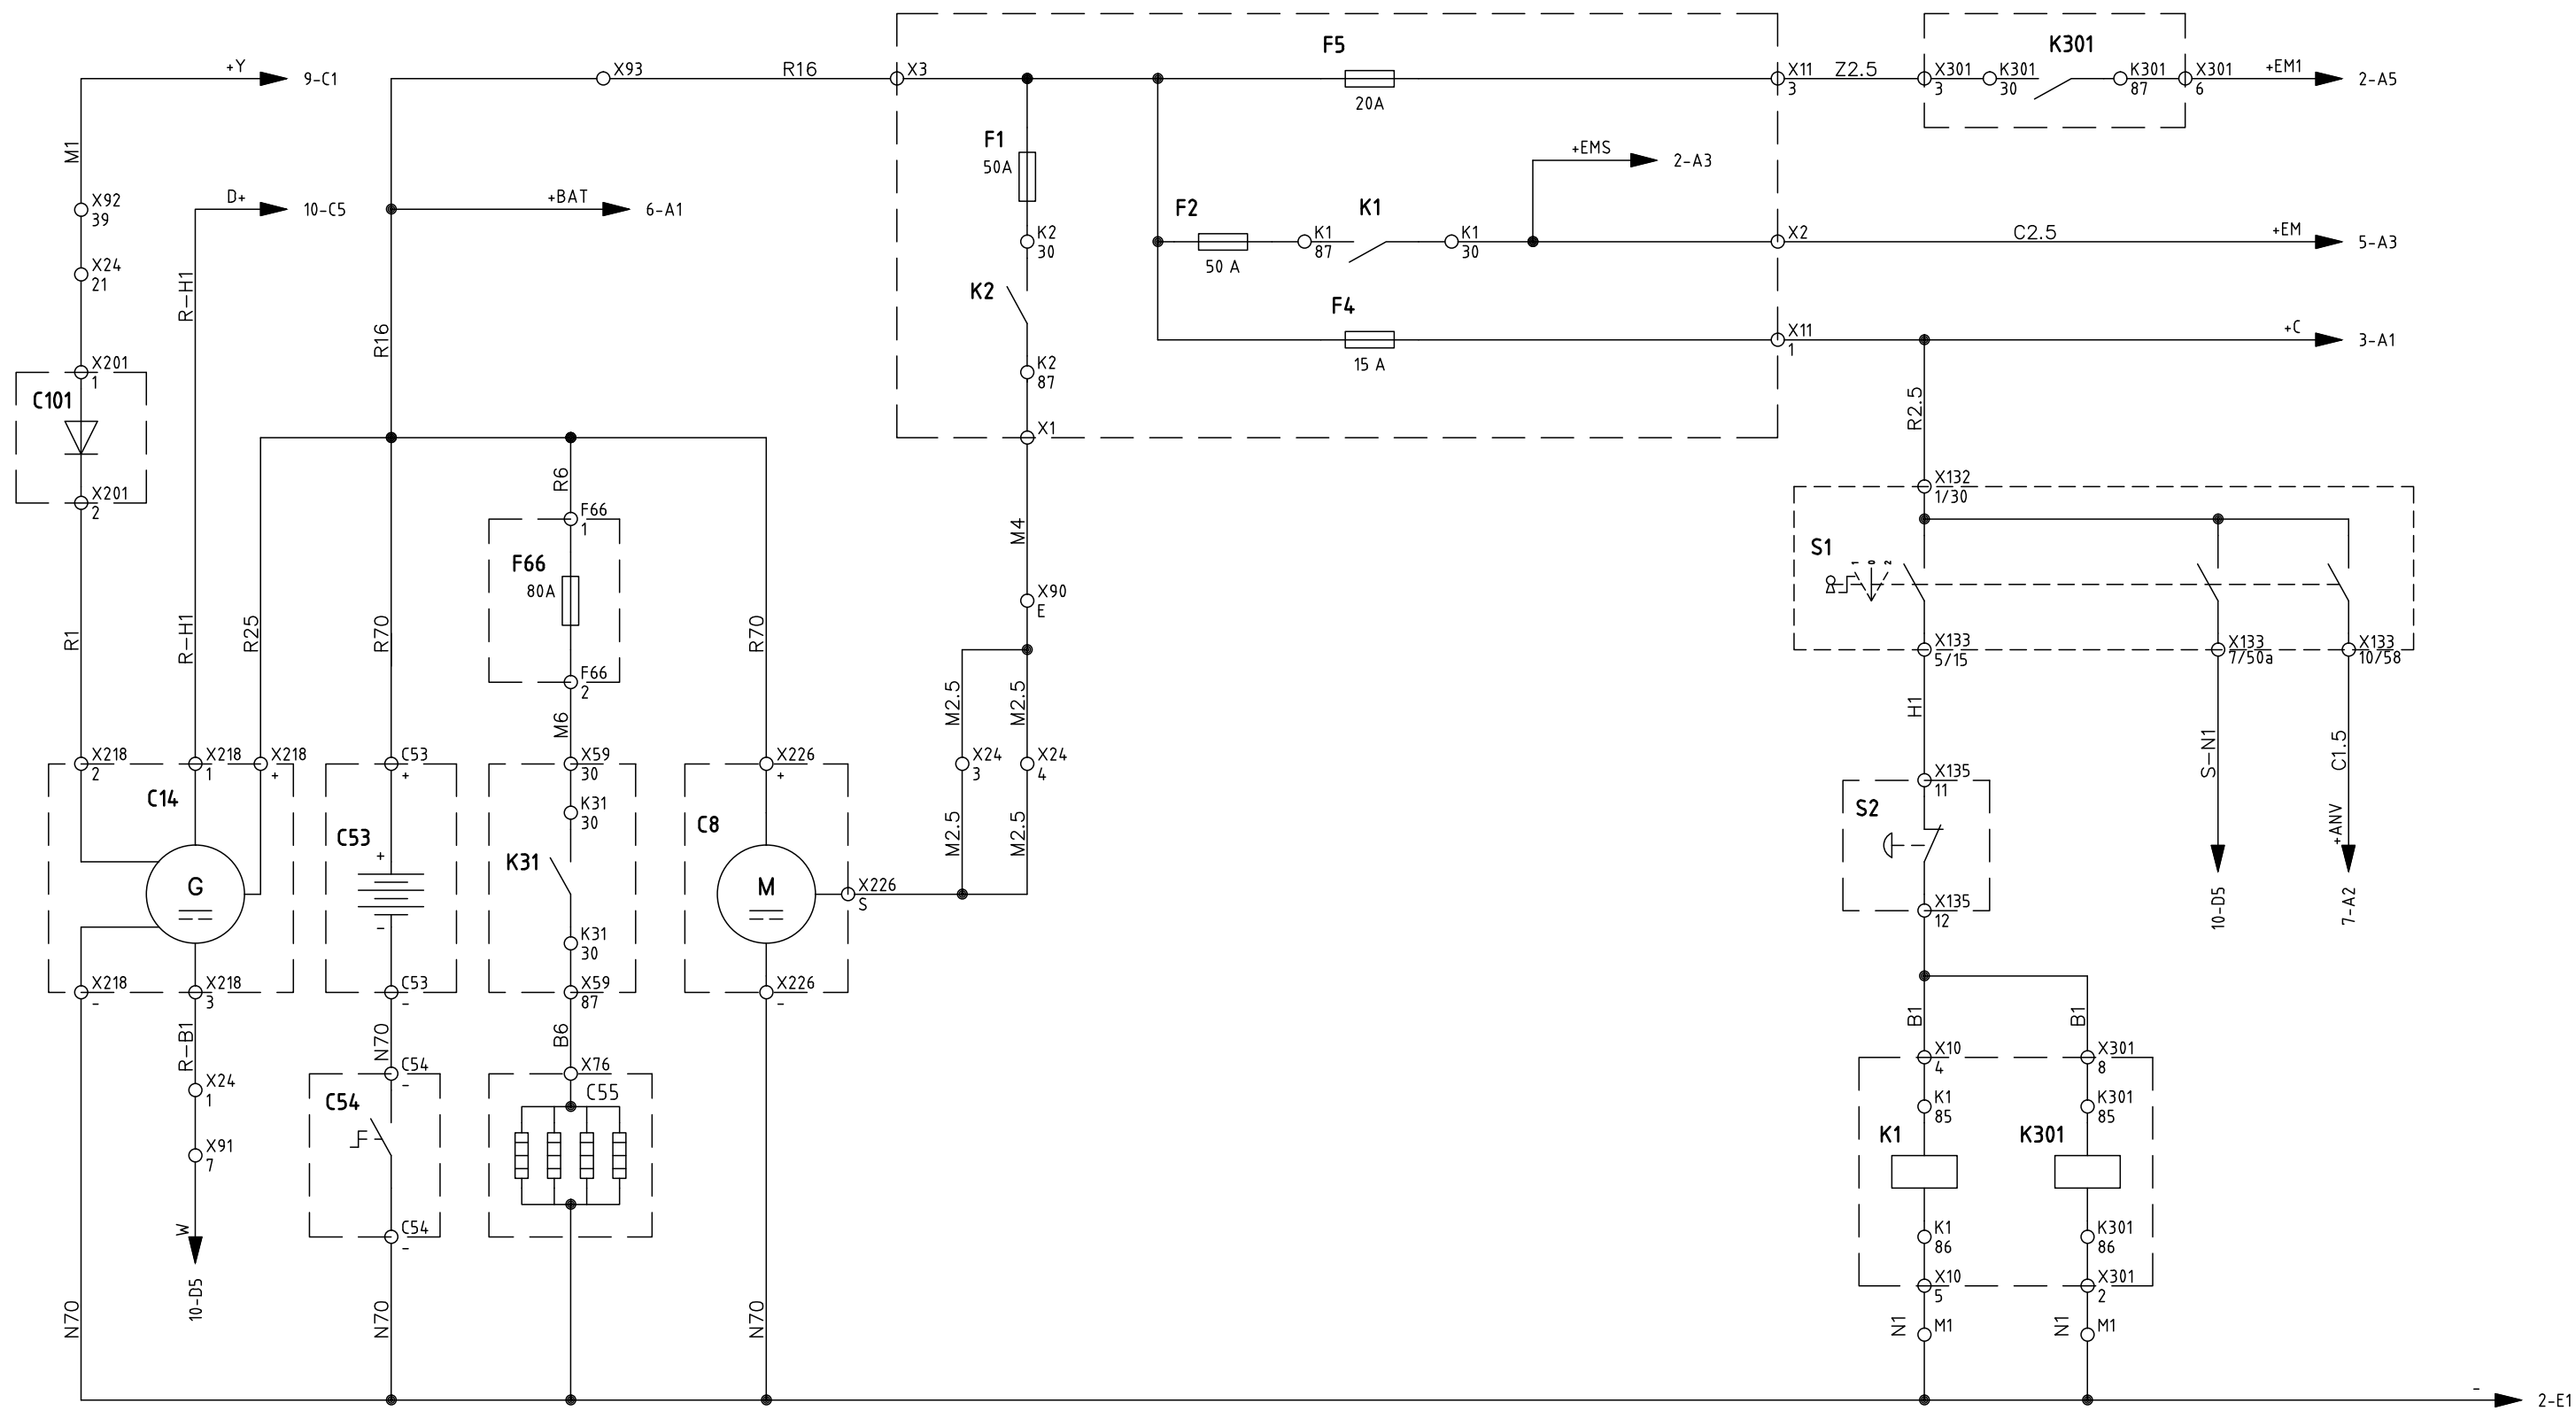 +Y
9-C1
M1
X92
39
X24
21
X201
1
C101
X201
2
R1
D+
10-C5
R-H1
R-H1
R25
X218
2
X218
1
X218
+
C14
G
X218
-
X218
3
R-B1
X24
1
X91
7
W
10-D5
N70
X93
R16
+BAT
6-A1
R16
R70
C53
+
C53
+
-
C53
-
N70
C54
-
C54
C54
-
N70
R6
F66
1
F66
80A
F66
2
M6
X59
30
K31
30
K31
K31
30
X59
87
B6
X76
C55
R70
X226
+
C8
M
X226
S
X226
-
N70
X3
F5
20A
X11
3
F1
50A
K2
30
K2
K2
87
X1
M4
X90
E
M2.5
M2.5
X24
3
X24
4
M2.5
M2.5
+EMS
2-A3
F2
50 A
K1
87
K1
K1
30
X2
C2.5
+EM
5-A3
F4
15 A
X11
1
+C
3-A1
Z2.5
K301
X301
3
K301
30
K301
87
X301
6
+EM1
2-A5
R2.5
X132
1/30
S1
1
0
2
X133
5/15
X133
7/50a
X133
10/58
H1
S-N1
C1.5
+ANV
10-D5
7-A2
X135
11
S2
X135
12
B1
B1
X10
4
X301
8
K1
85
K301
85
K1
K301
K1
86
K301
86
X10
5
X301
2
N1
M1
N1
M1
-
2-E1